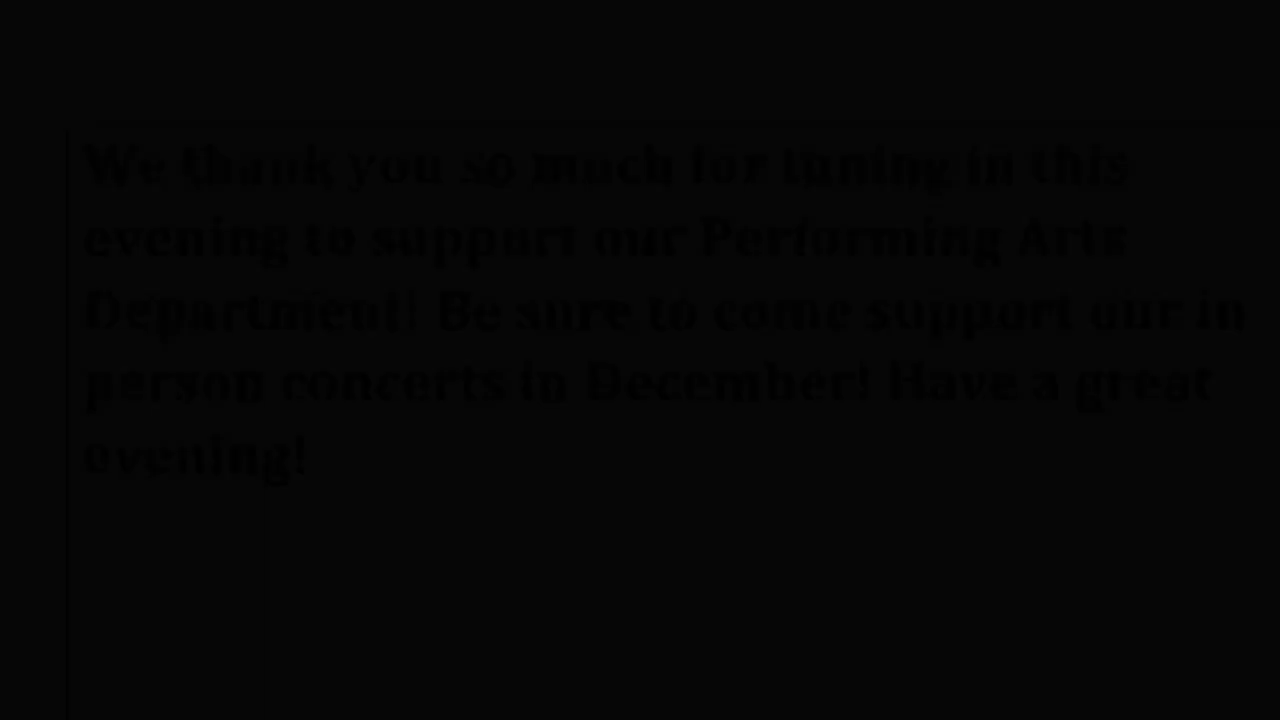 We thank you so much for tuning in this
evening to support our Performing Arts
Department! Be sure to come support our in
person concerts in December! Have a great
evening!